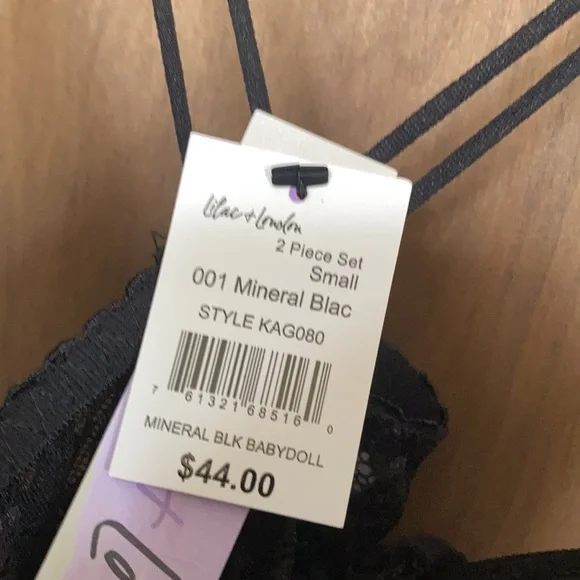 Lilac + London
2 Piece Set
Small
001 Mineral Blac
STYLE KAG080
7 61321 68516 0
MINERAL BLK BABYDOLL
$44.00